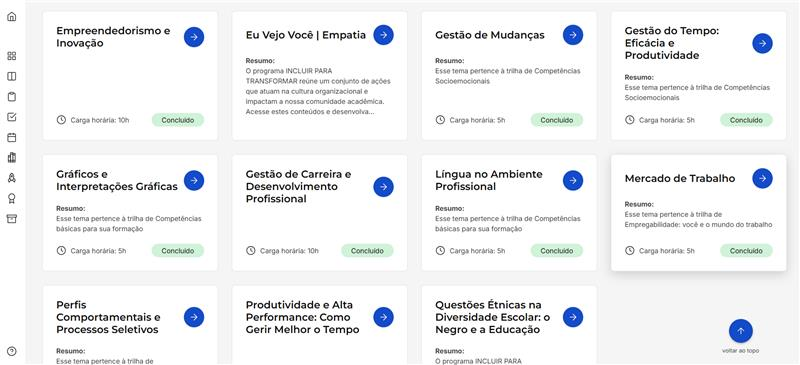 Empreendedorismo e
Inovação
Carga horária: 10h
Concluído
Eu Vejo Você | Empatia
Resumo:
O programa INCLUIR PARA
TRANSFORMAR reúne um conjunto de ações
que atuam na cultura organizacional e
impactam a nossa comunidade acadêmica.
Acesse estes conteúdos e desenvolva...
Gestão de Mudanças
Resumo:
Esse tema pertence à trilha de Competências
Socioemocionais
Carga horária: 5h
Concluído
Gestão do Tempo:
Eficácia e
Produtividade
Resumo:
Esse tema pertence à trilha de Competências
Socioemocionais
Carga horária: 5h
Concluído
Gráficos e
Interpretações Gráficas
Resumo:
Esse tema pertence à trilha de Competências
básicas para sua formação
Carga horária: 5h
Concluído
Gestão de Carreira e
Desenvolvimento
Profissional
Carga horária: 10h
Concluído
Língua no Ambiente
Profissional
Resumo:
Esse tema pertence à trilha de Competências
básicas para sua formação
Carga horária: 5h
Concluído
Mercado de Trabalho
Resumo:
Esse tema pertence à trilha de
Empregabilidade: você e o mundo do trabalho
Carga horária: 5h
Concluído
Perfis
Comportamentais e
Processos Seletivos
Resumo:
Esse tema pertence à trilha de
Produtividade e Alta
Performance: Como
Gerir Melhor o Tempo
Questões Étnicas na
Diversidade Escolar: o
Negro e a Educação
Resumo:
O programa INCLUIR PARA
voltar ao topo